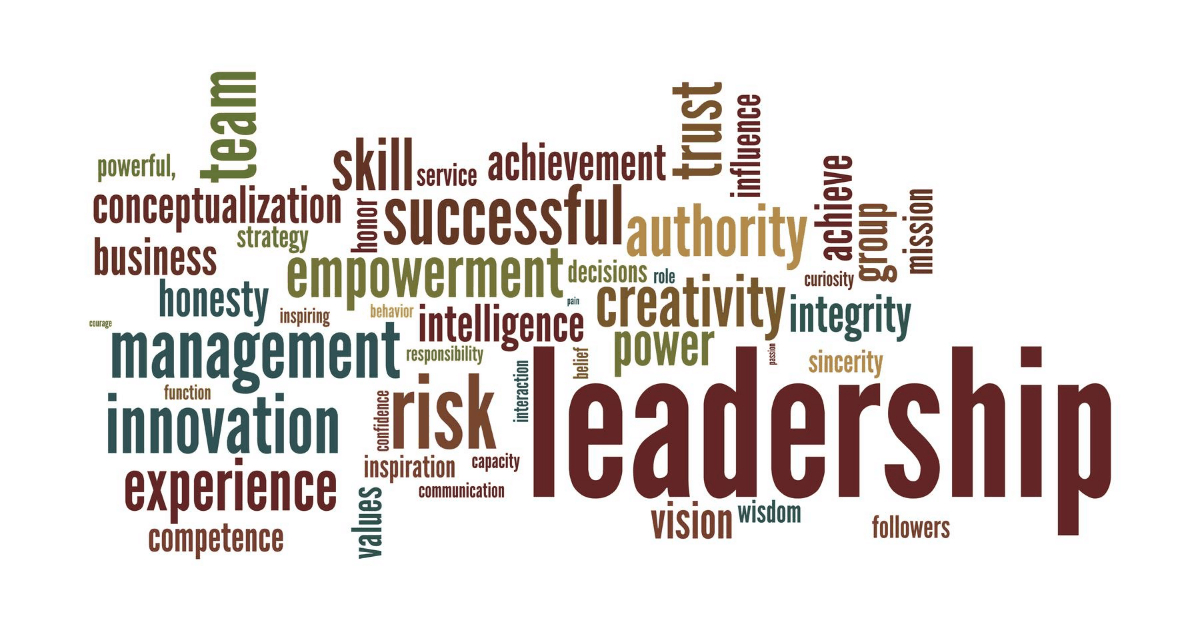 team
trust
influence
powerful,
skill
service
achievement
achieve
conceptualization
honor
successful
authority
group
mission
strategy
business
empowerment
decisions
role
curiosity
honesty
inspiring
behavior
pain
creativity
integrity
courage
intelligence
management
responsibility
belief
power
passion
sincerity
function
innovation
confidence
risk
interaction
leadership
inspiration
capacity
experience
communication
values
vision
wisdom
followers
competence